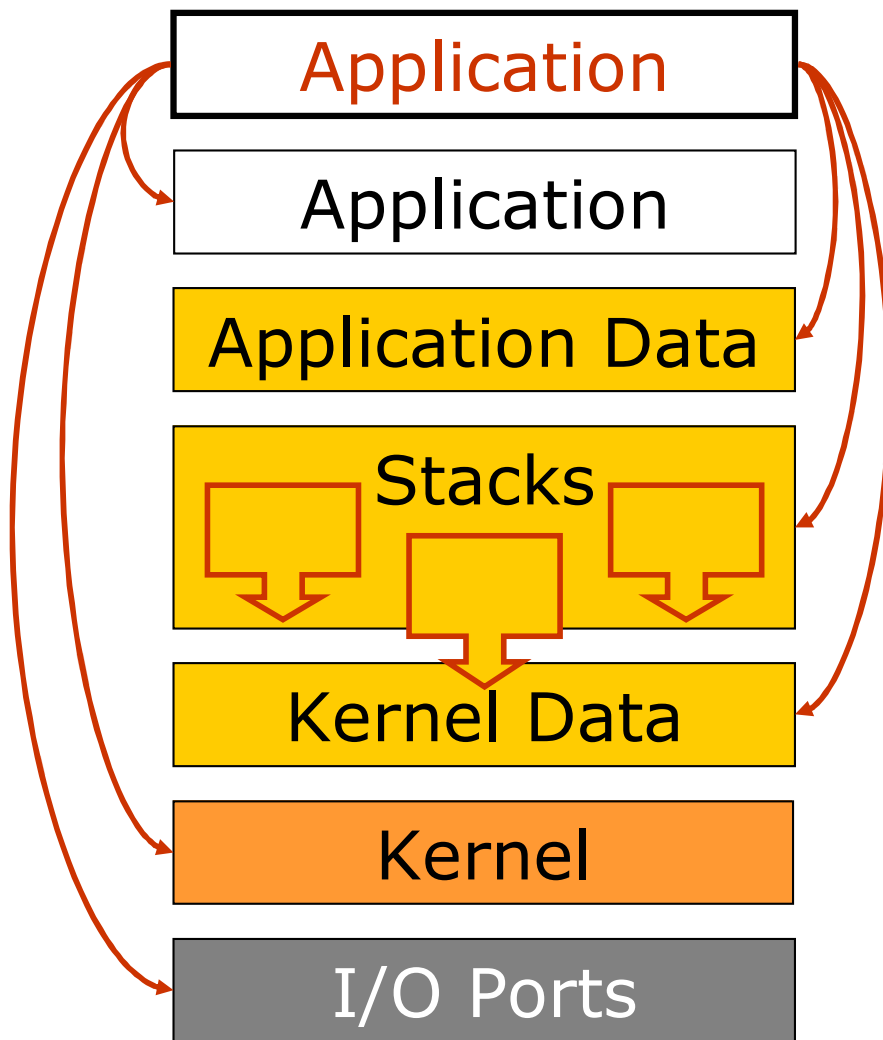 Application
Application
Application Data
Stacks
Kernel Data
Kernel
I/O Ports